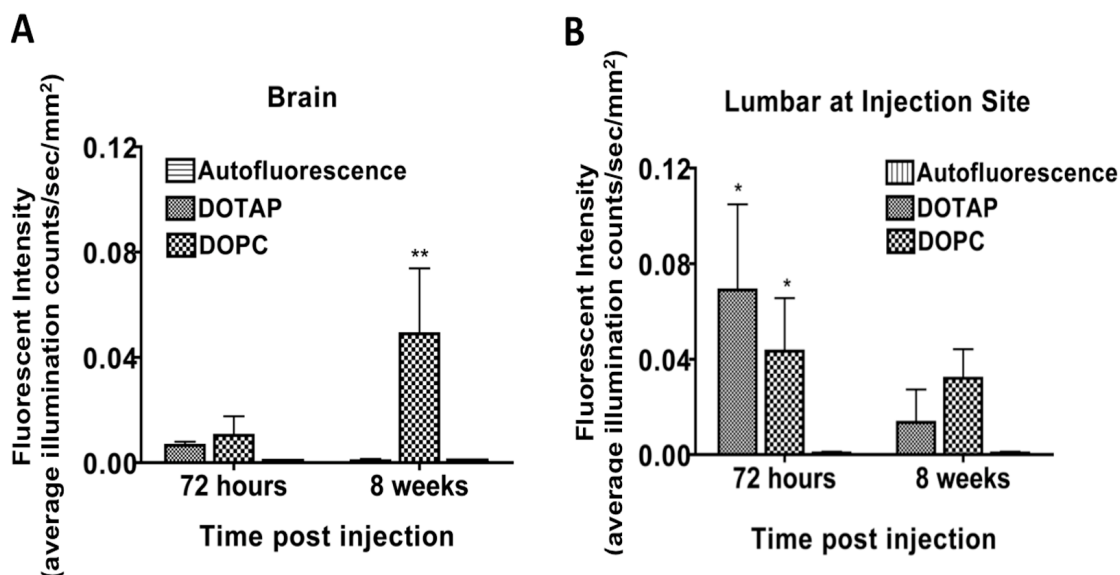 A
Brain
Fluorescent Intensity
(average illumination counts/sec/mm²)
0.12
0.08
0.04
0.00
Autofluorescence
DOTAP
DOPC
**
72 hours
8 weeks
Time post injection
B
Lumbar at Injection Site
Fluorescent Intensity
(average illumination counts/sec/mm²)
0.12
0.08
0.04
0.00
Autofluorescence
DOTAP
DOPC
*
*
72 hours
8 weeks
Time post injection